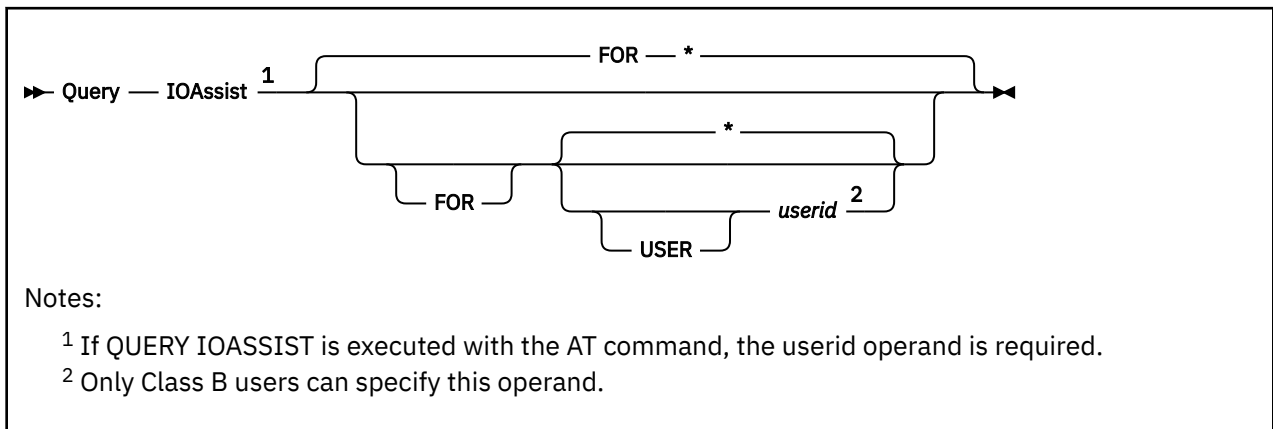 FOR *
Query IOAssist 1
*
FOR userid 2
USER
Notes:
1 If QUERY IOASSIST is executed with the AT command, the userid operand is required.
2 Only Class B users can specify this operand.